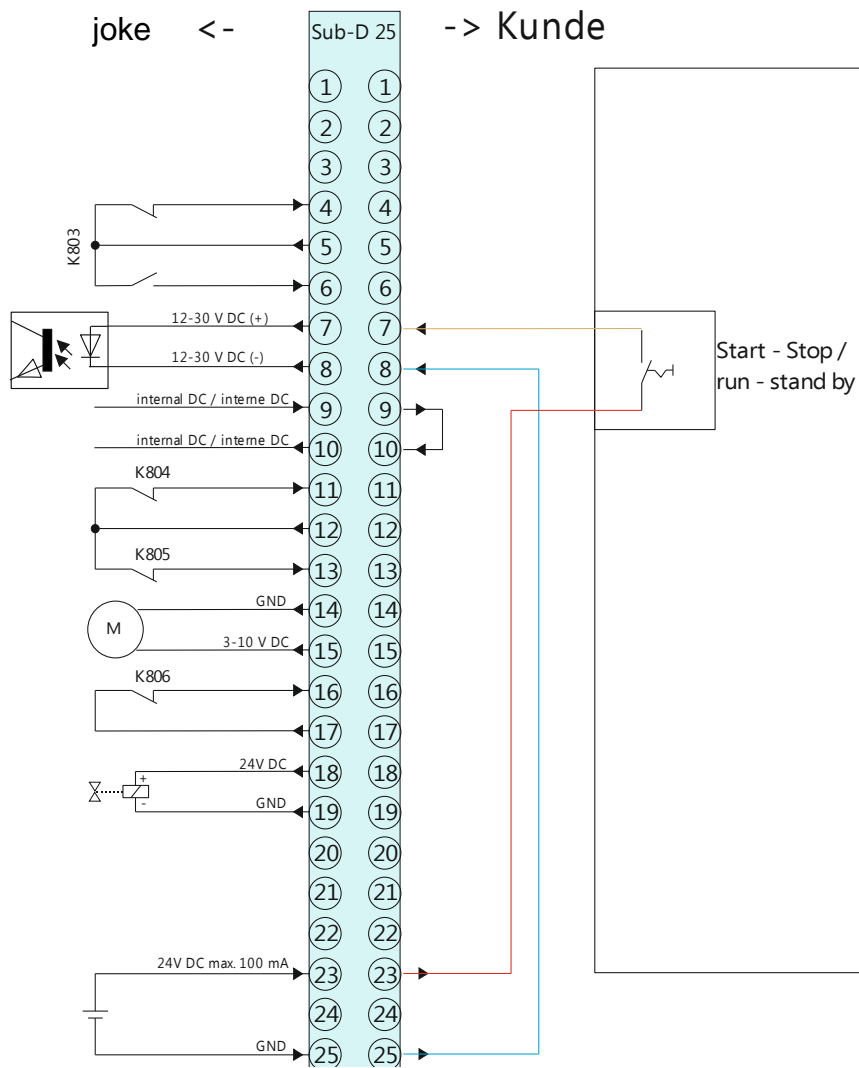 joke <- Sub-D 25 -> Kunde
1 1
2 2
3 3
4 4
K803
5 5
6 6
12-30 V DC (+)
7 7
12-30 V DC (-)
8 8
Start - Stop /
run - stand by
internal DC / interne DC
9 9
internal DC / interne DC
10 10
K804
11 11
12 12
K805
13 13
GND
14 14
M
3-10 V DC
15 15
K806
16 16
17 17
24V DC
18 18
+
-
GND
19 19
20 20
21 21
22 22
24V DC max. 100 mA
23 23
24 24
GND
25 25